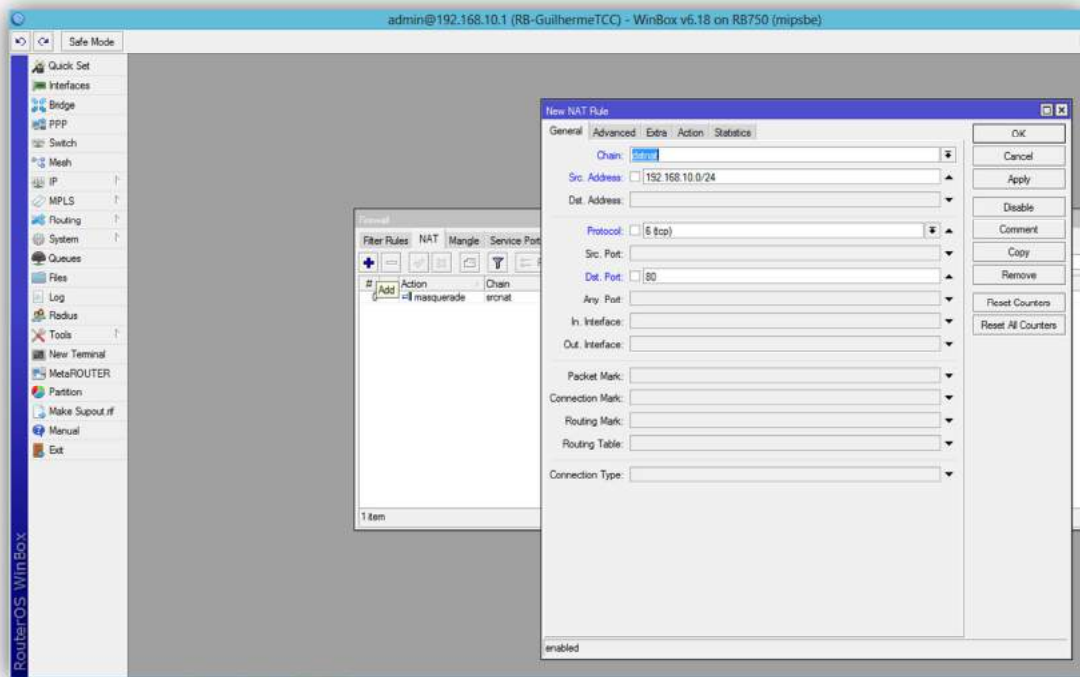 admin@192.168.10.1 (RB-GuilhermeTCC) - WinBox v6.18 on RB750 (mipsbe)
Safe Mode
Quick Set
Interfaces
Bridge
PPP
Switch
Mesh
IP
MPLS
Routing
System
Queues
Files
Log
Radius
Tools
New Terminal
MetaROUTER
Partition
Make Supout.rif
Manual
Exit
RouterOS WinBox
Firewall
Filter Rules NAT Mangle Service Port
# Action Chain
Add
0 masquerade srcnat
1 item
New NAT Rule
General Advanced Extra Action Statistics
Chain: dstnat
Src. Address: 192.168.10.0/24
Dst. Address:
Protocol: 6 (tcp)
Src. Port:
Dst. Port: 80
Any. Port:
In. Interface:
Out. Interface:
Packet Mark:
Connection Mark:
Routing Mark:
Routing Table:
Connection Type:
enabled
OK
Cancel
Apply
Disable
Comment
Copy
Remove
Reset Counters
Reset All Counters